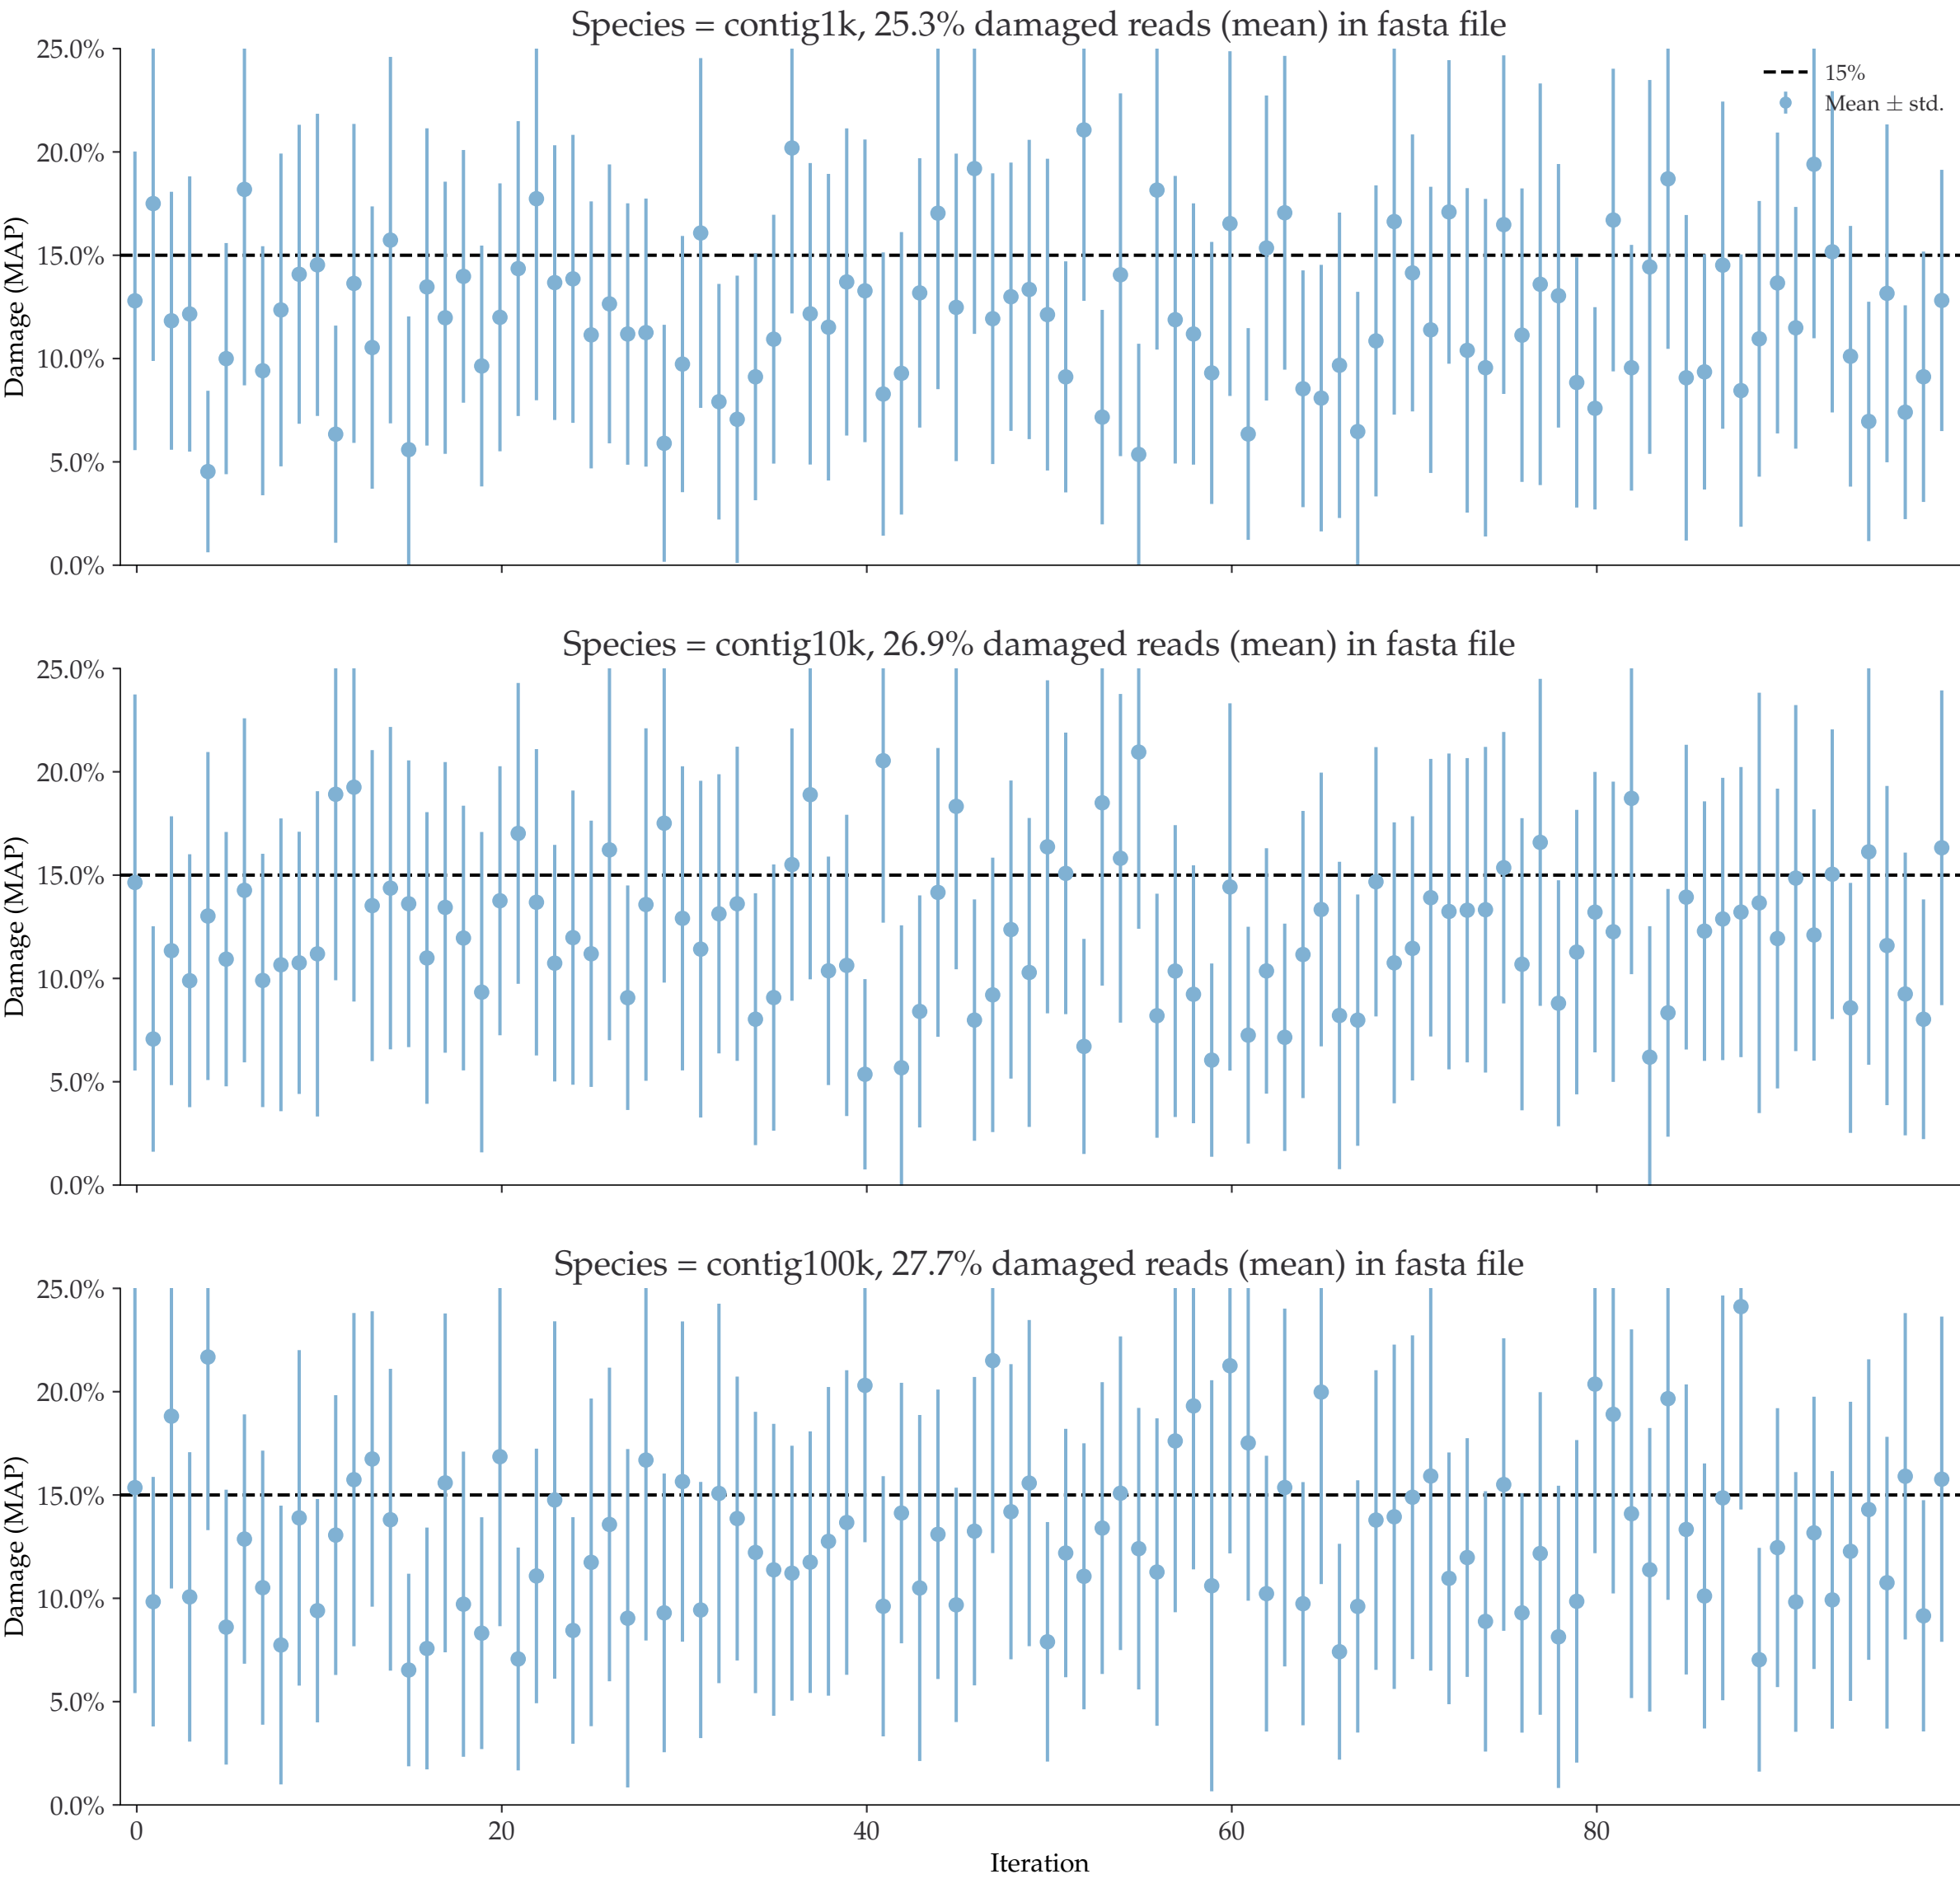 Species = contig1k, 25.3% damaged reads (mean) in fasta file
25.0%
20.0%
15.0%
10.0%
5.0%
0.0%
Damage (MAP)
15%
Mean ± std.
Species = contig10k, 26.9% damaged reads (mean) in fasta file
25.0%
20.0%
15.0%
10.0%
5.0%
0.0%
Damage (MAP)
Species = contig100k, 27.7% damaged reads (mean) in fasta file
25.0%
20.0%
15.0%
10.0%
5.0%
0.0%
Damage (MAP)
0 20 40 60 80
Iteration